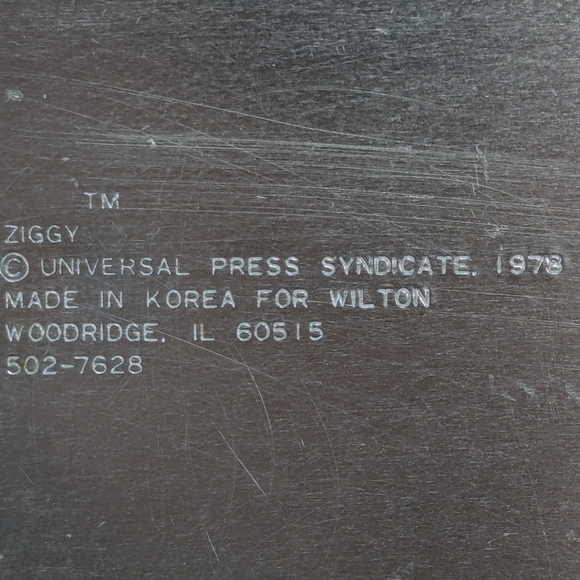 TM
ZIGGY
© UNIVERSAL PRESS SYNDICATE, 1978
MADE IN KOREA FOR WILTON
WOODRIDGE, IL 60515
502-7628